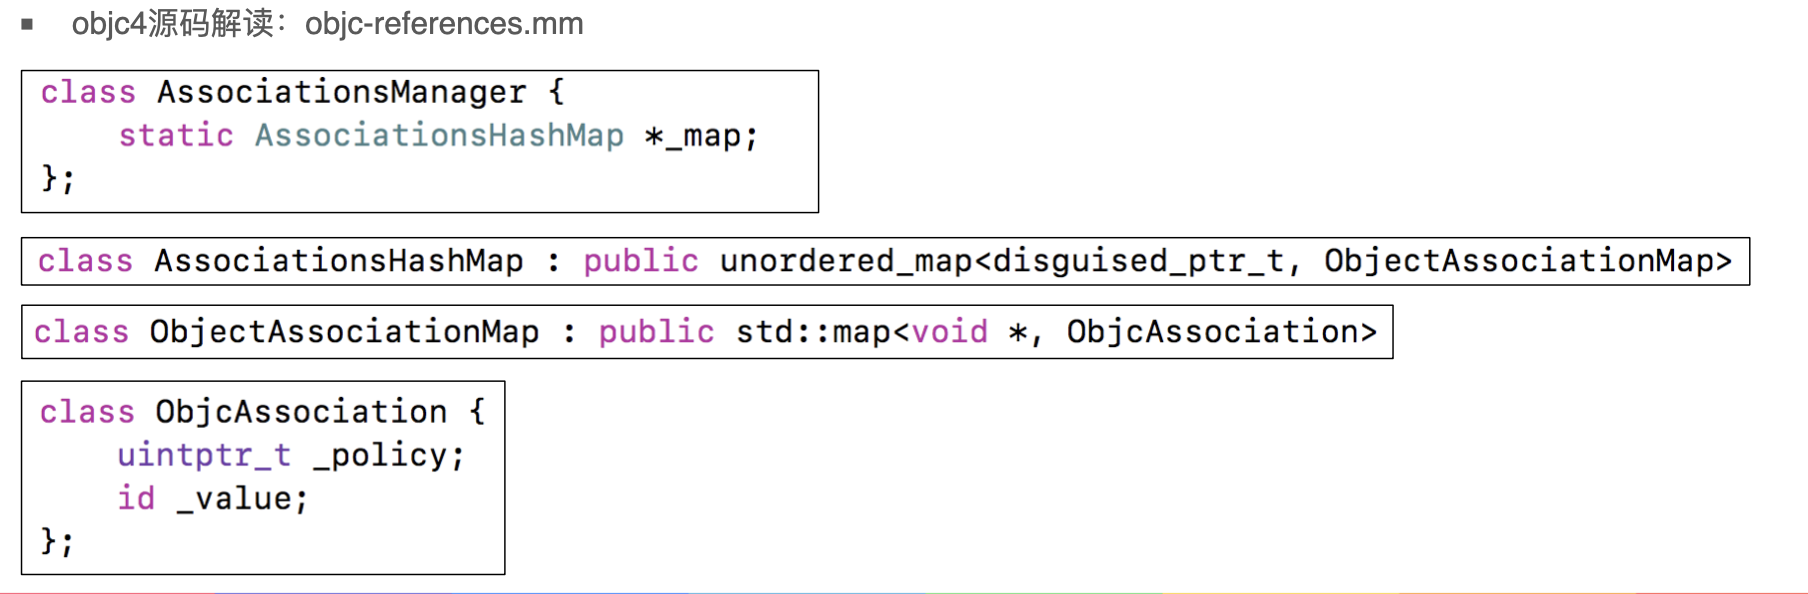 ▪ objc4源码解读：objc-references.mm
class AssociationsManager {
static AssociationsHashMap *_map;
};
class AssociationsHashMap : public unordered_map<disguised_ptr_t, ObjectAssociationMap>
class ObjectAssociationMap : public std::map<void *, ObjcAssociation>
class ObjcAssociation {
uintptr_t _policy;
id _value;
};